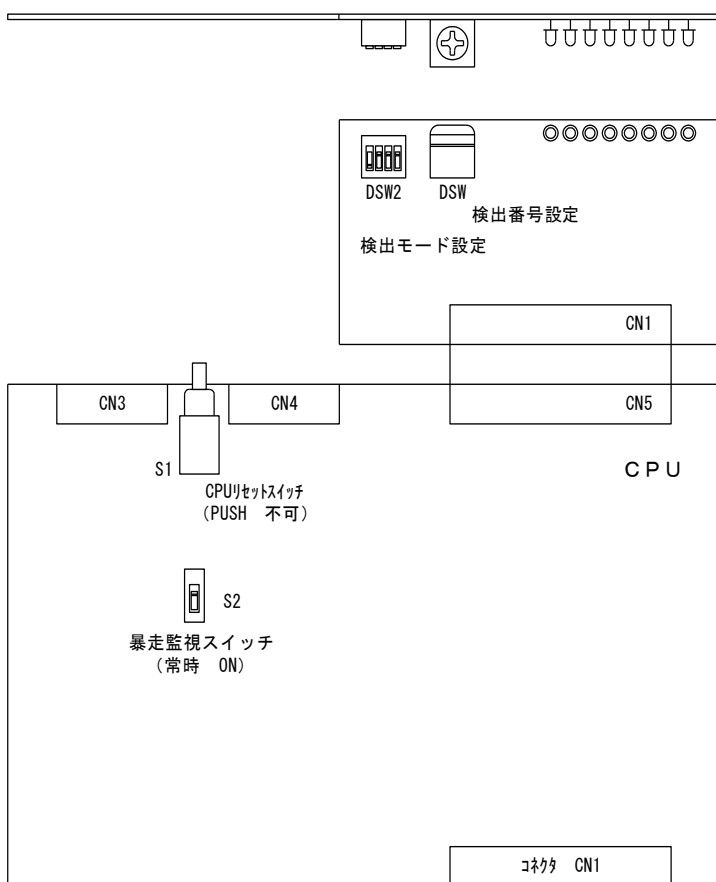 DSW2 DSW
検出番号設定
検出モード設定
CN1
CN3 CN4 CN5
S1 CPU
CPUﾘｾｯﾄｽｲｯﾁ
(PUSH 不可)
S2
暴走監視スイッチ
(常時 ON)
ｺﾈｸﾀ CN1